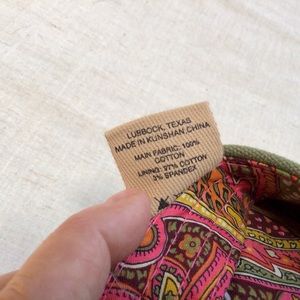 LUBBOCK, TEXAS
MADE IN KUNSHAN, CHINA
MAIN FABRIC: 100%
COTTON
LINING: 97% COTTON
3% SPANDEX